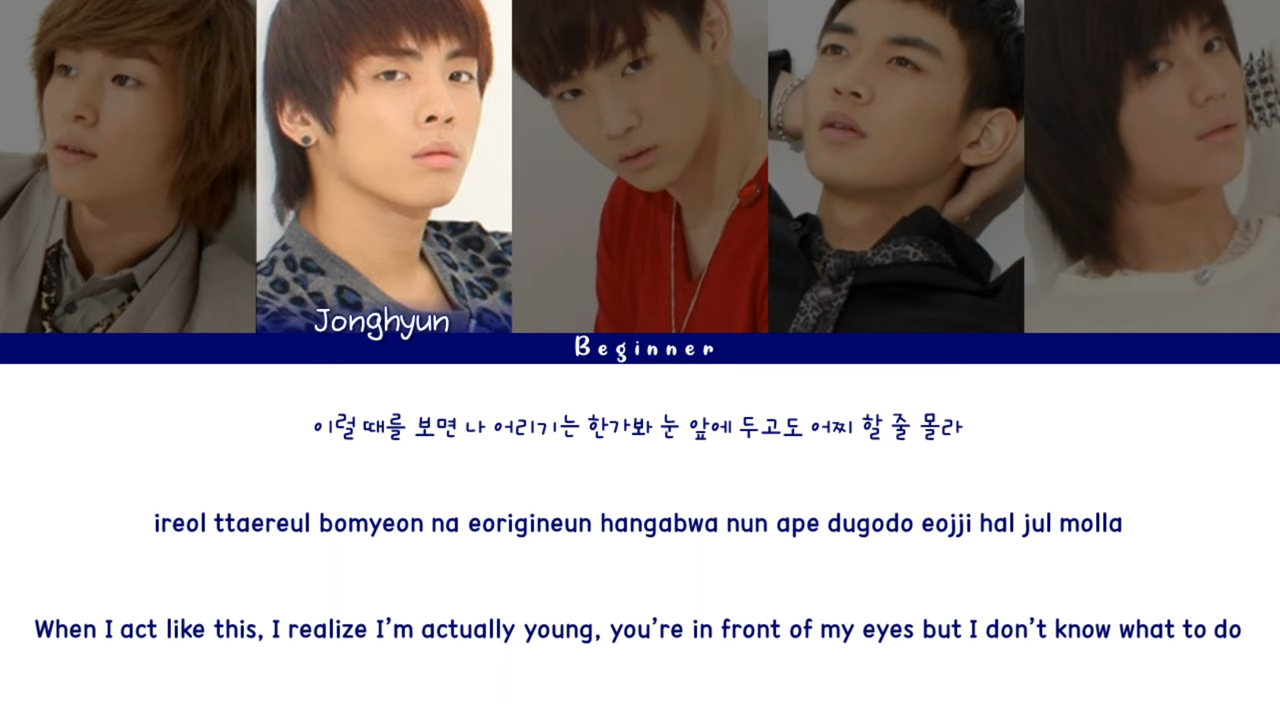 Jonghyun
Beginner
이럴 때를 보면 나 어리기는 한가봐 눈 앞에 두고도 어찌 할 줄 몰라
ireol ttaereul bomyeon na eorigineun hangabwa nun ape dugodo eojji hal jul molla
When I act like this, I realize I'm actually young, you're in front of my eyes but I don't know what to do